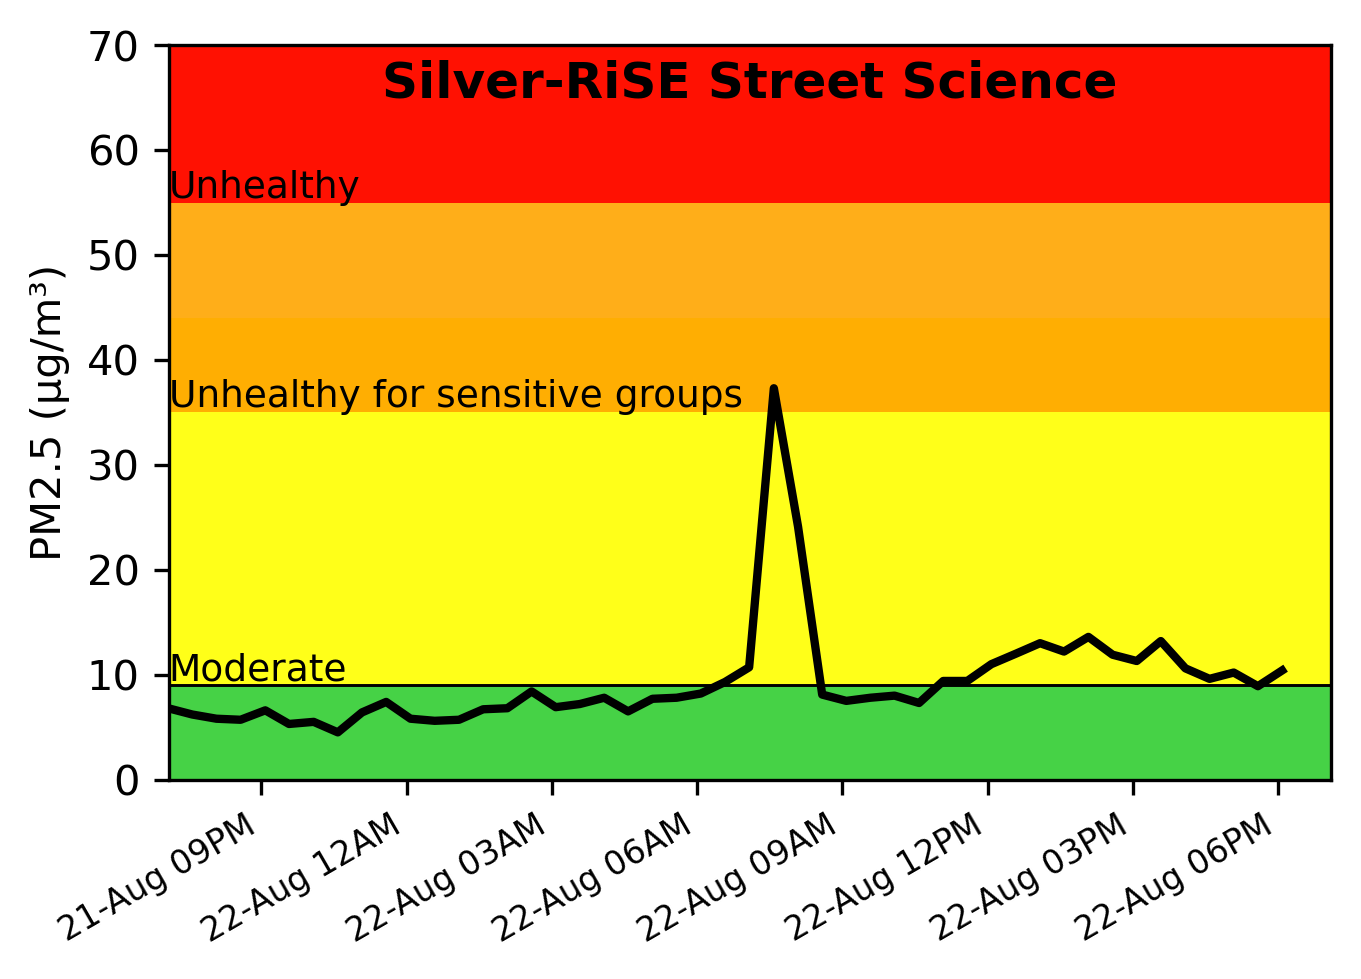 Silver-RiSE Street Science
70
60
Unhealthy
50
40
Unhealthy for sensitive groups
30
20
Moderate
10
0
PM2.5 (µg/m³)
21-Aug 09PM
22-Aug 12AM
22-Aug 03AM
22-Aug 06AM
22-Aug 09AM
22-Aug 12PM
22-Aug 03PM
22-Aug 06PM